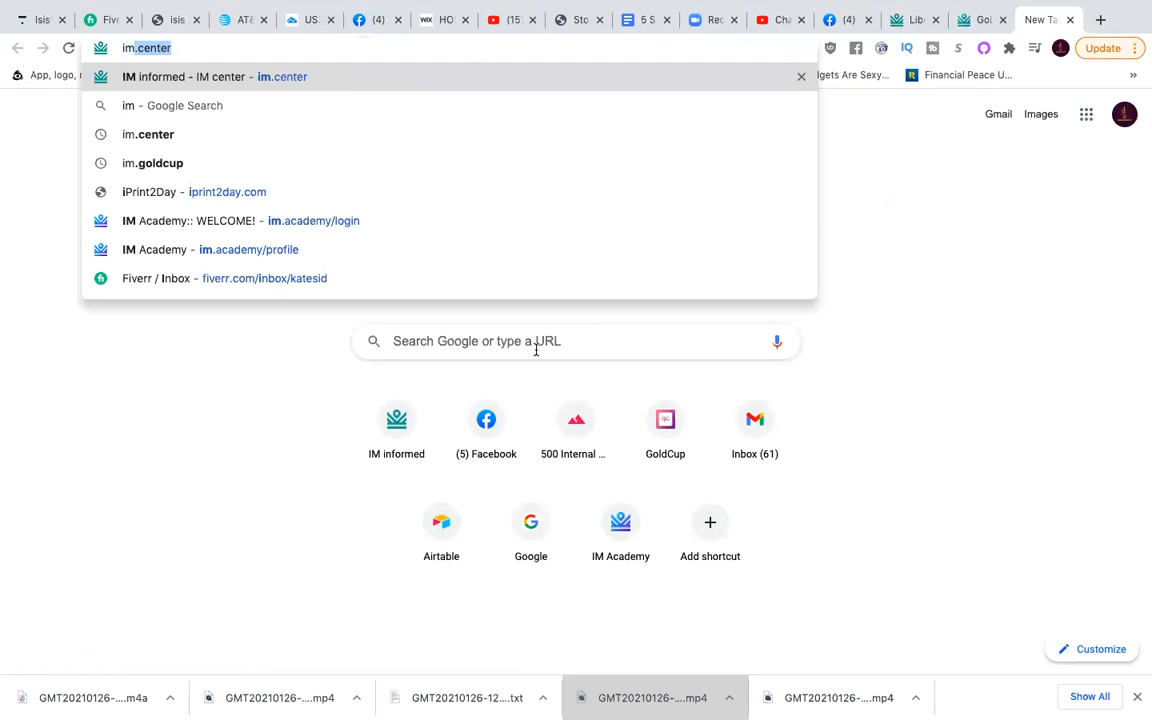 Isis
Five
isis
AT&
US
(4)
HO
(15
Sto
5 S
Rec
Cha
(4)
Lib
Gol
New Ta
im.center
Update
App, logo,
IM informed - IM center - im.center
dgets Are Sexy...
Financial Peace U...
im - Google Search
Gmail
Images
im.center
im.goldcup
iPrint2Day - iprint2day.com
IM Academy:: WELCOME! - im.academy/login
IM Academy - im.academy/profile
Fiverr / Inbox - fiverr.com/inbox/katesid
Search Google or type a URL
IM informed
(5) Facebook
500 Internal ...
GoldCup
Inbox (61)
Airtable
Google
IM Academy
Add shortcut
Customize
GMT20210126-....m4a
GMT20210126-....mp4
GMT20210126-12....txt
GMT20210126-....mp4
GMT20210126-....mp4
Show All